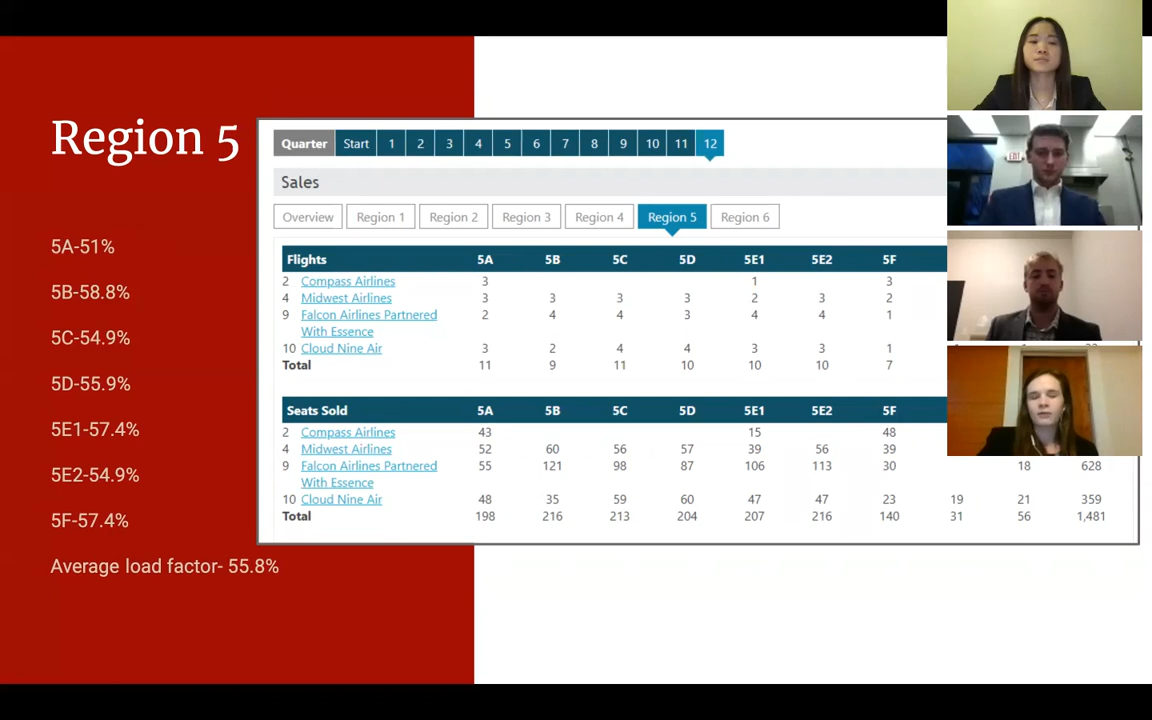 Region 5
5A-51%
5B-58.8%
5C-54.9%
5D-55.9%
5E1-57.4%
5E2-54.9%
5F-57.4%
Average load factor- 55.8%
Quarter Start 1 2 3 4 5 6 7 8 9 10 11 12
Sales
Overview Region 1 Region 2 Region 3 Region 4 Region 5 Region 6
Flights 5A 5B 5C 5D 5E1 5E2 5F
2 Compass Airlines 3 1 3
4 Midwest Airlines 3 3 3 3 2 3 2
9 Falcon Airlines Partnered 2 4 4 3 4 4 1
With Essence
10 Cloud Nine Air 3 2 4 4 3 3 1
Total 11 9 11 10 10 10 7
Seats Sold 5A 5B 5C 5D 5E1 5E2 5F
2 Compass Airlines 43 15 48
4 Midwest Airlines 52 60 56 57 39 56 39
9 Falcon Airlines Partnered 55 121 98 87 106 113 30 18 628
With Essence
10 Cloud Nine Air 48 35 59 60 47 47 23 19 21 359
Total 198 216 213 204 207 216 140 31 56 1,481
EXIT